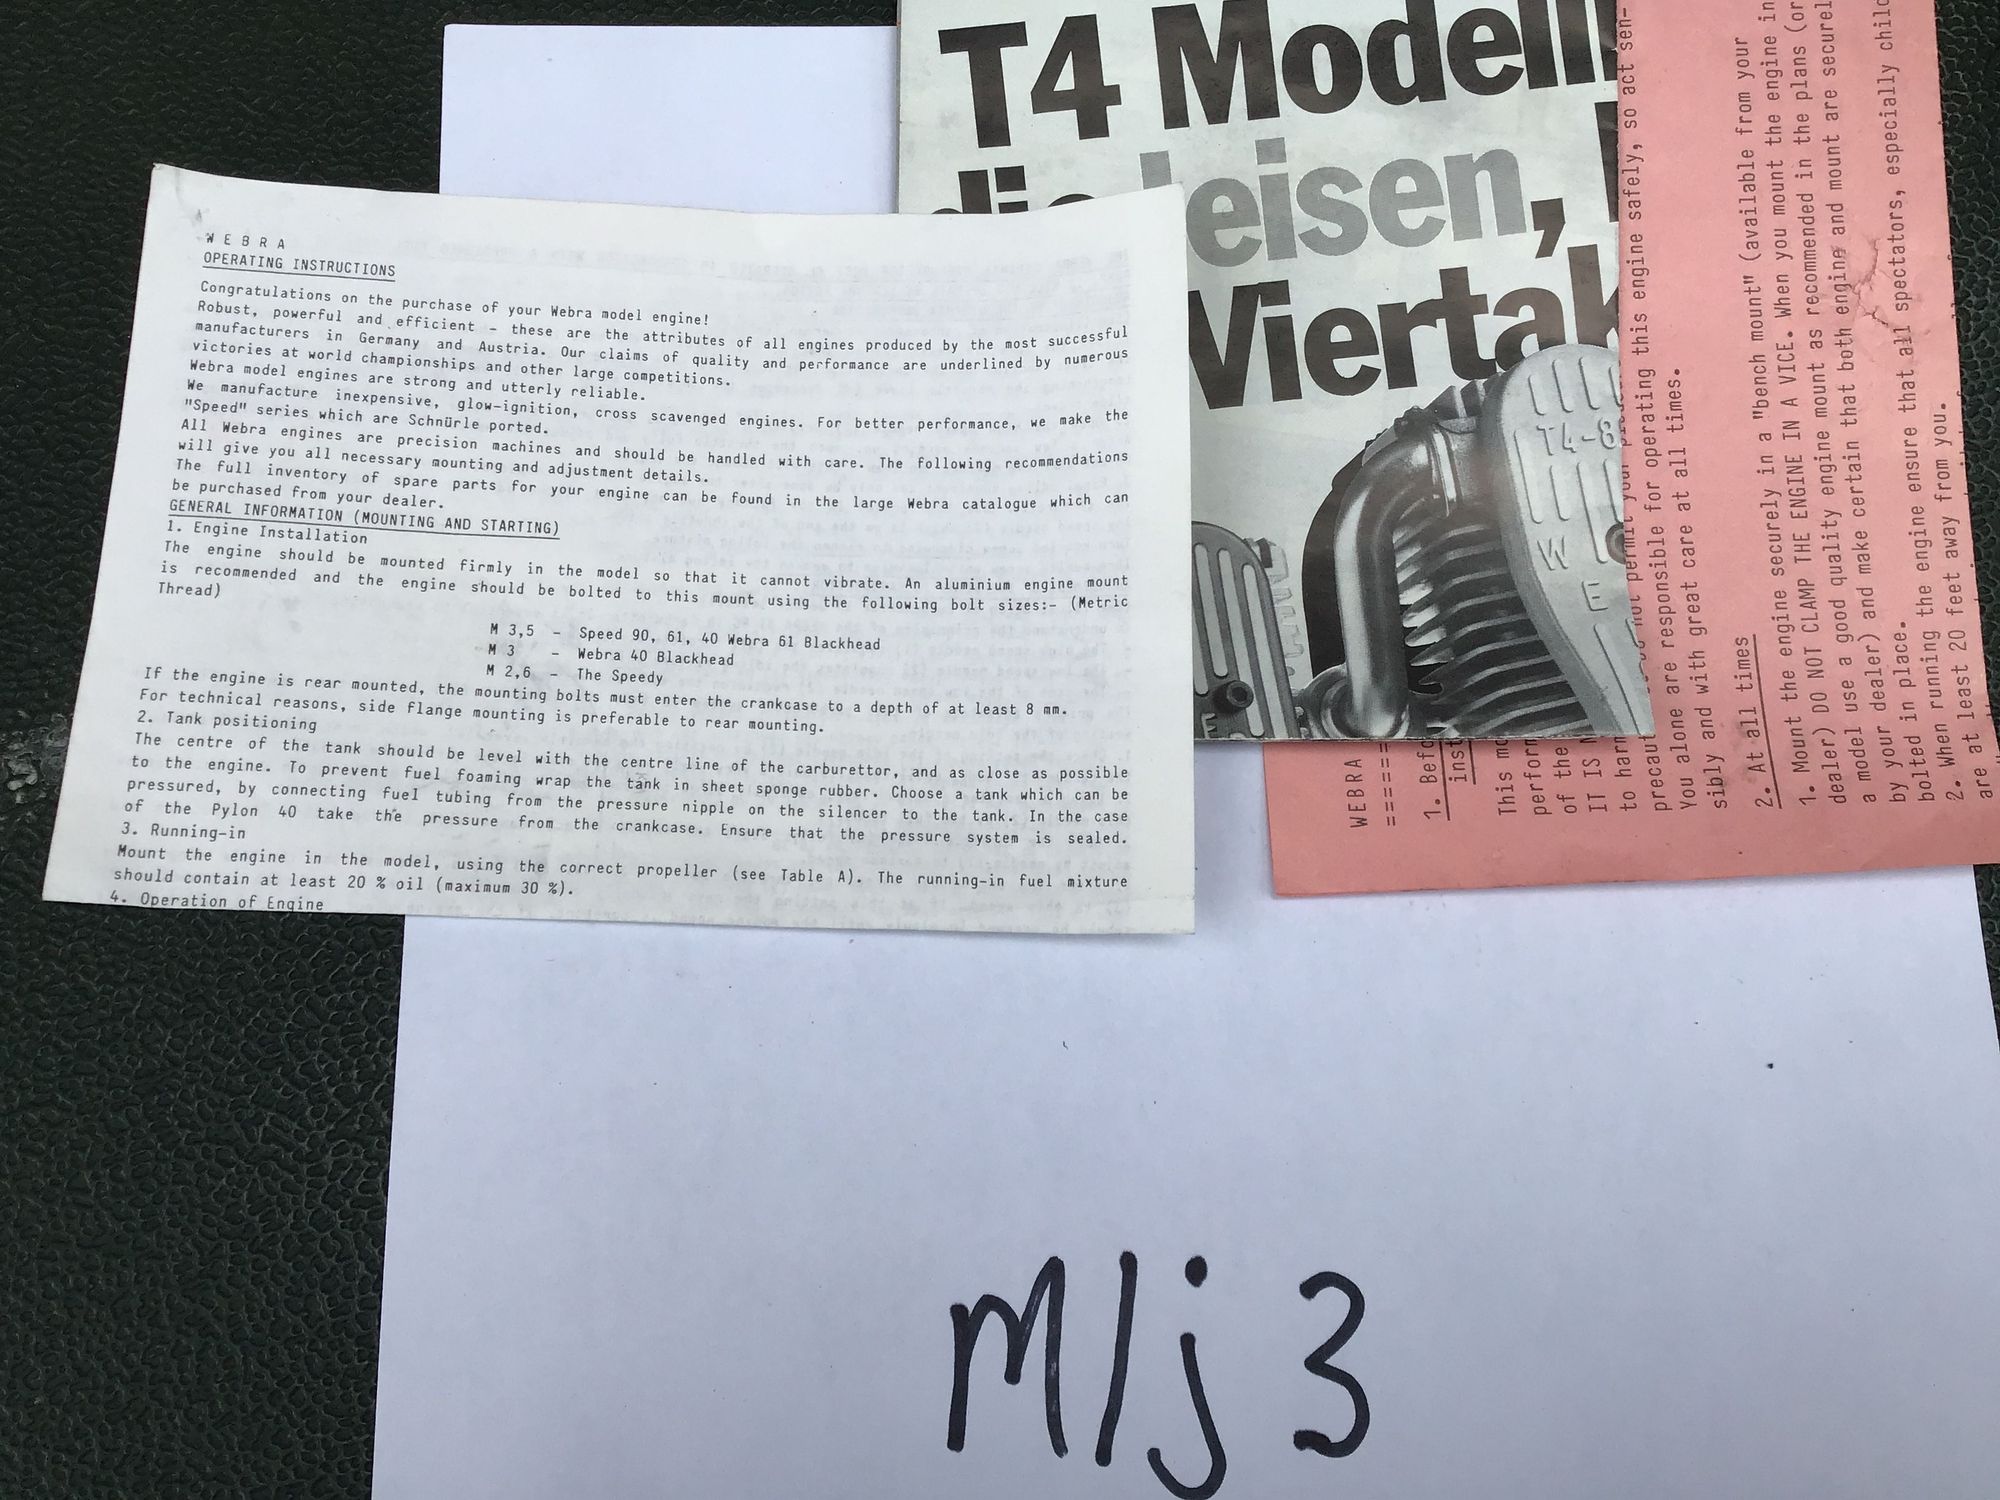 WEBRA
OPERATING INSTRUCTIONS
Congratulations on the purchase of your Webra model engine!
Robust, powerful and efficient - these are the attributes of all engines produced by the most successful
manufacturers in Germany and Austria. Our claims of quality and performance are underlined by numerous
victories at world championships and other large competitions.
Webra model engines are strong and utterly reliable.
We manufacture inexpensive, glow-ignition, cross scavenged engines. For better performance, we make the
"Speed" series which are Schnürle ported.
All Webra engines are precision machines and should be handled with care. The following recommendations
will give you all necessary mounting and adjustment details.
The full inventory of spare parts for your engine can be found in the large Webra catalogue which can
be purchased from your dealer.
GENERAL INFORMATION (MOUNTING AND STARTING)
1. Engine Installation
The engine should be mounted firmly in the model so that it cannot vibrate. An aluminium engine mount
is recommended and the engine should be bolted to this mount using the following bolt sizes:- (Metric
Thread)
M 3,5 - Speed 90, 61, 40 Webra 61 Blackhead
M 3 - Webra 40 Blackhead
M 2,6 - The Speedy
If the engine is rear mounted, the mounting bolts must enter the crankcase to a depth of at least 8 mm.
For technical reasons, side flange mounting is preferable to rear mounting.
2. Tank positioning
The centre of the tank should be level with the centre line of the carburettor, and as close as possible
to the engine. To prevent fuel foaming wrap the tank in sheet sponge rubber. Choose a tank which can be
pressured, by connecting fuel tubing from the pressure nipple on the silencer to the tank. In the case
of the Pylon 40 take the pressure from the crankcase. Ensure that the pressure system is sealed.
3. Running-in
Mount the engine in the model, using the correct propeller (see Table A). The running-in fuel mixture
should contain at least 20 % oil (maximum 30 %).
4. Operation of Engine
T4 Modell
die leisen,
Viertak
T4-8
W
E
WEBRA
======
1. Befo
inst
This mo
perform
of the
IT IS N
to harm
precaut
this engine safely, so act sen-
You alone are responsible for operating
sibly and with great care at all times.
2. At all times
1. Mount the engine securely in a "bench mount" (available from your
dealer) DO NOT CLAMP THE ENGINE IN A VICE. When you mount the engine in
a model use a good quality engine mount as recommended in the plans (or
by your dealer) and make certain that both engine and mount are securel
bolted in place.
2. When running the engine ensure that all spectators, especially child
are at least 20 feet away from you.
M/j 3